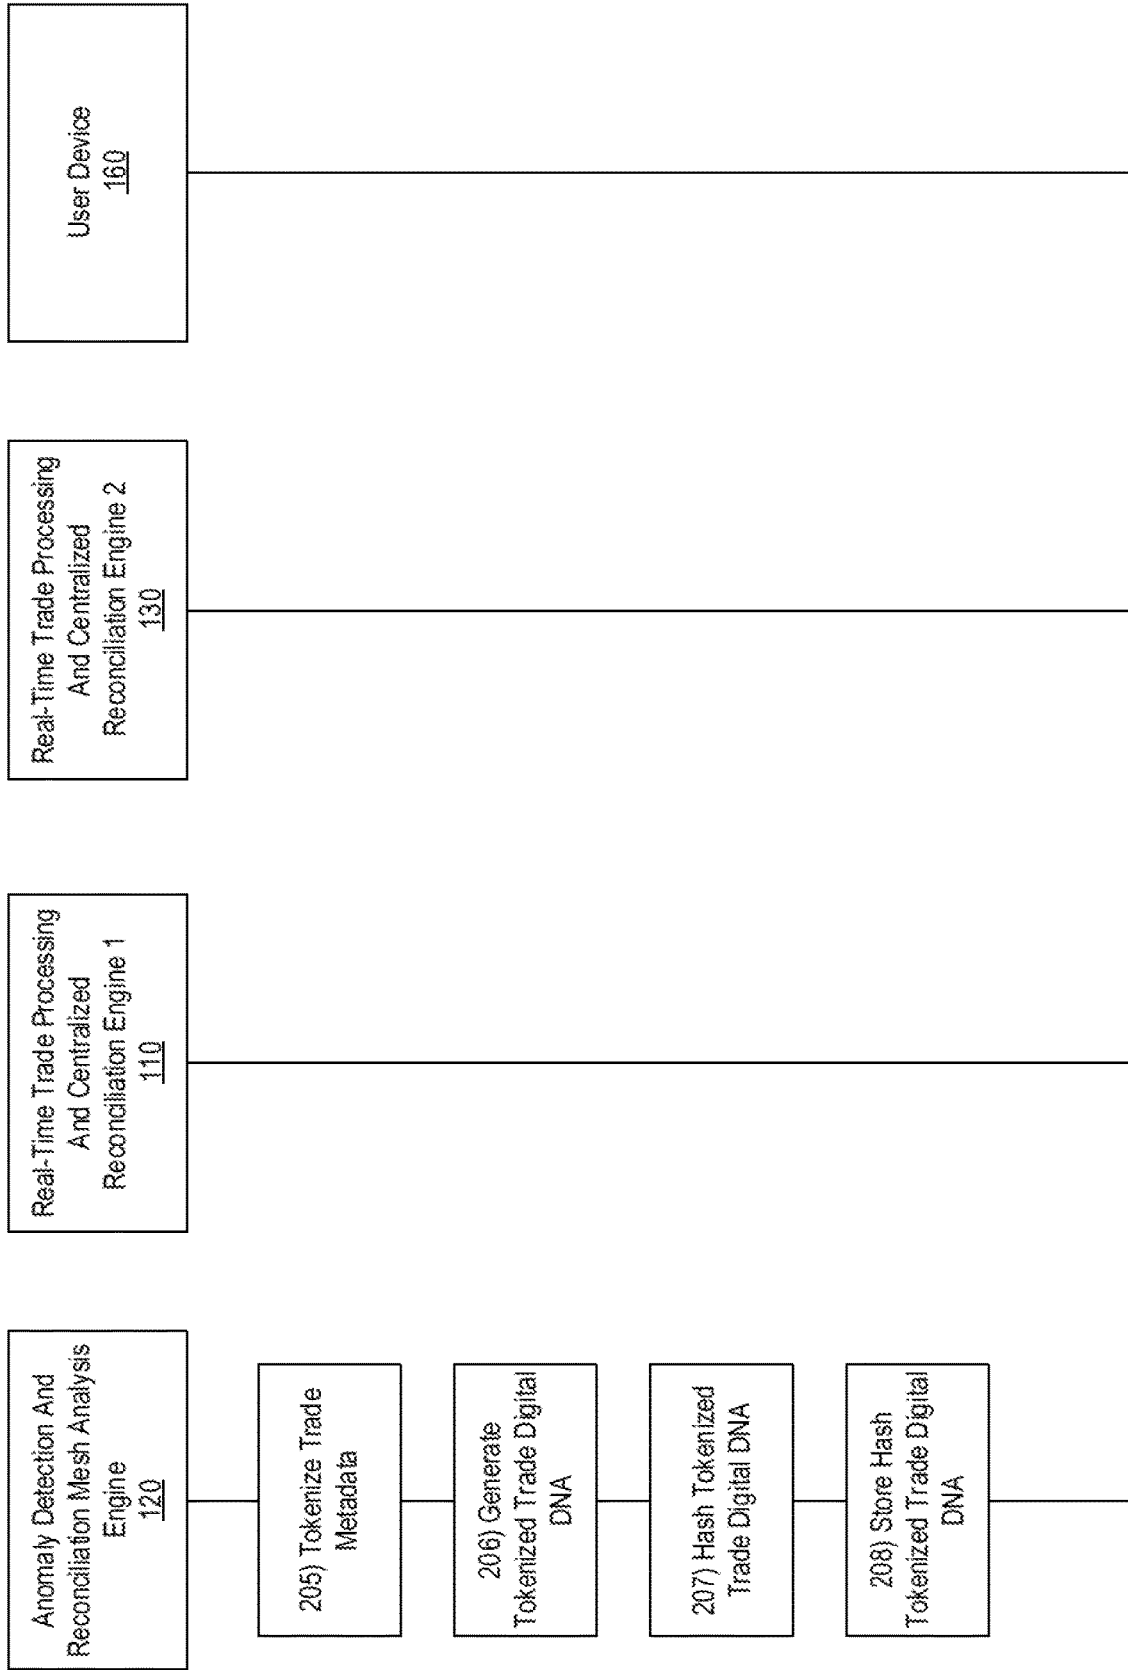 Anomaly Detection And
Reconciliation Mesh Analysis
Engine
120
Real-Time Trade Processing
And Centralized
Reconciliation Engine 1
110
Real-Time Trade Processing
And Centralized
Reconciliation Engine 2
130
User Device
160
205) Tokenize Trade
Metadata
206) Generate
Tokenized Trade Digital
DNA
207) Hash Tokenized
Trade Digital DNA
208) Store Hash
Tokenized Trade Digital
DNA